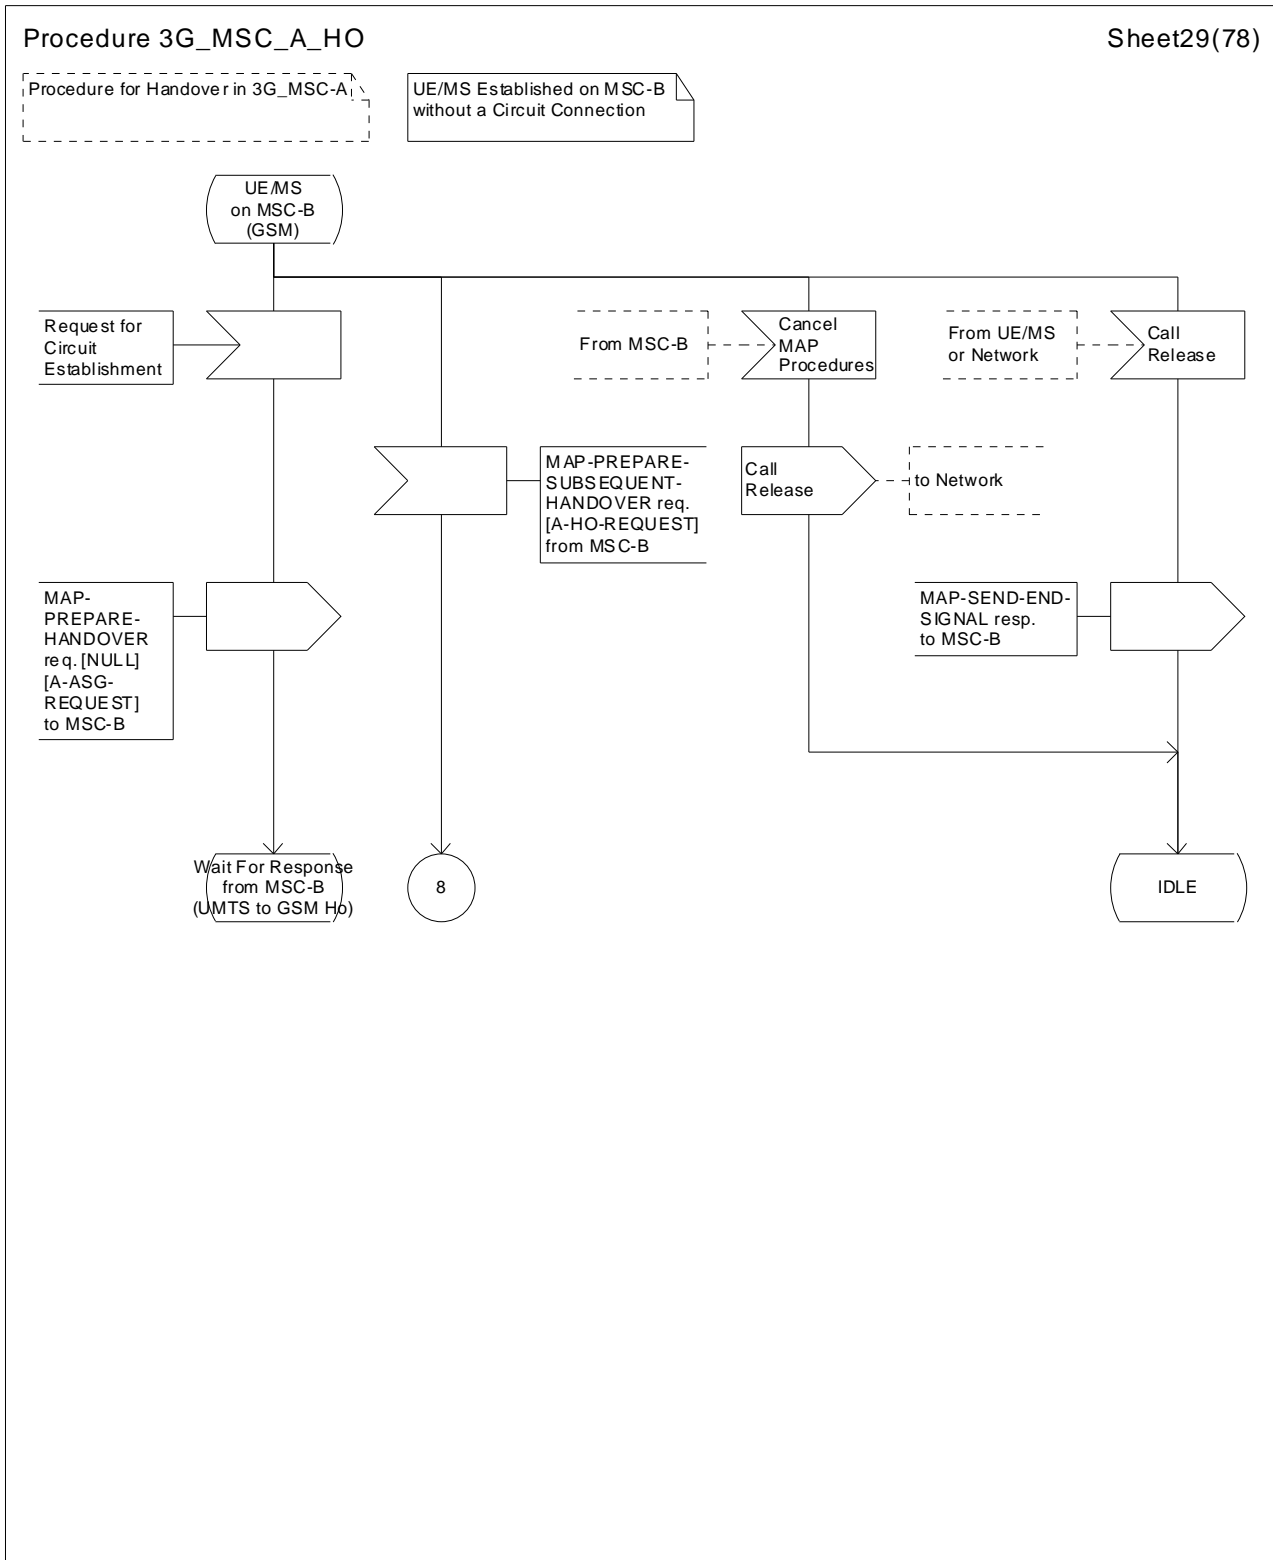 Procedure 3G_MSC_A_HO
Sheet29(78)
Procedure for Handover in 3G_MSC-A
UE/MS Established on MSC-B
without a Circuit Connection
UE/MS
on MSC-B
(GSM)
Request for
Circuit
Establishment
From MSC-B
Cancel
MAP
Procedures
From UE/MS
or Network
Call
Release
MAP-PREPARE-
SUBSEQUENT-
HANDOVER req.
[A-HO-REQUEST]
from MSC-B
Call
Release
to Network
MAP-
PREPARE-
HANDOVER
req. [NULL]
[A-ASG-
REQUEST]
to MSC-B
MAP-SEND-END-
SIGNAL resp.
to MSC-B
Wait For Response
from MSC-B
(UMTS to GSM Ho)
8
IDLE